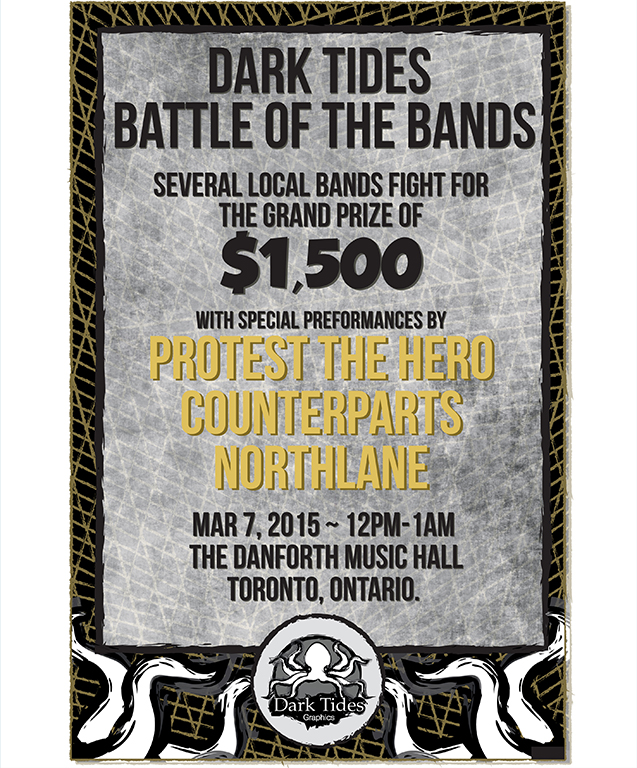 DARK TIDES
BATTLE OF THE BANDS
SEVERAL LOCAL BANDS FIGHT FOR
THE GRAND PRIZE OF
$1,500
WITH SPECIAL PREFORMANCES BY
PROTEST THE HERO
COUNTERPARTS
NORTHLANE
MAR 7, 2015 ~ 12PM-1AM
THE DANFORTH MUSIC HALL
TORONTO, ONTARIO.
Dark Tides
Graphics